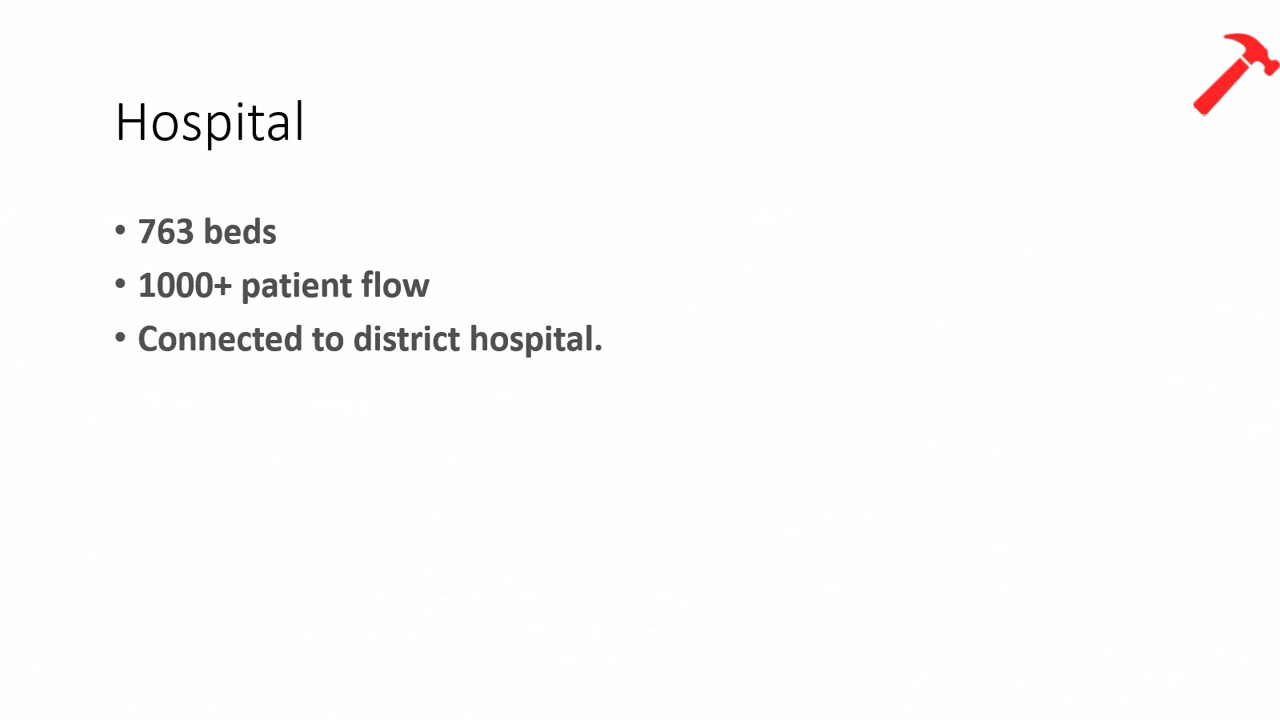 Hospital
• 763 beds
• 1000+ patient flow
• Connected to district hospital.